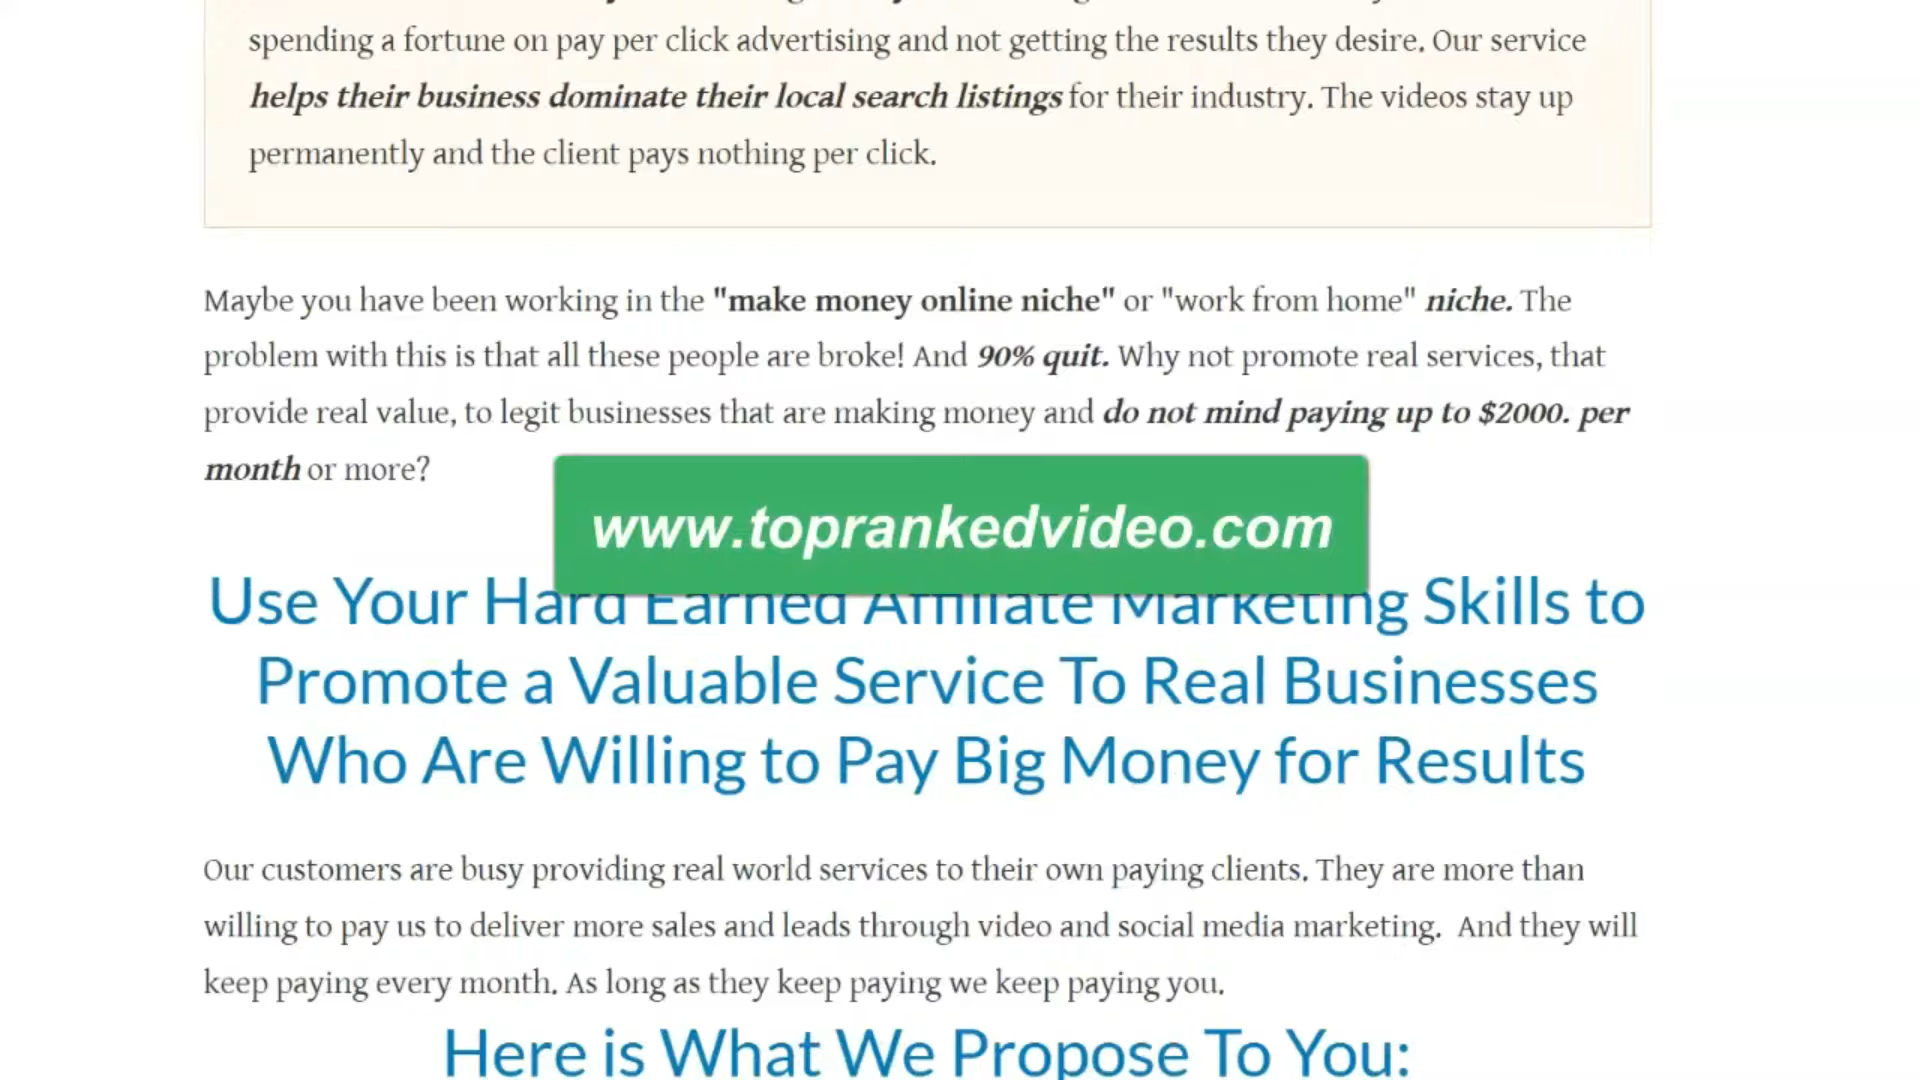 spending a fortune on pay per click advertising and not getting the results they desire. Our service
helps their business dominate their local search listings for their industry. The videos stay up
permanently and the client pays nothing per click.
Maybe you have been working in the "make money online niche" or "work from home" niche. The
problem with this is that all these people are broke! And 90% quit. Why not promote real services, that
provide real value, to legit businesses that are making money and do not mind paying up to $2000. per
month or more?
www.toprankedvideo.com
Use Your Hard Earned Affiliate Marketing Skills to
Promote a Valuable Service To Real Businesses
Who Are Willing to Pay Big Money for Results
Our customers are busy providing real world services to their own paying clients. They are more than
willing to pay us to deliver more sales and leads through video and social media marketing. And they will
keep paying every month. As long as they keep paying we keep paying you.
Here is What We Propose To You: